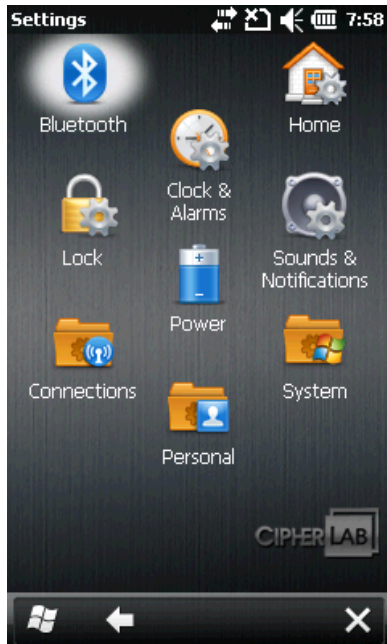 Settings
7:58
Bluetooth
Home
Clock &
Alarms
Lock
Sounds &
Notifications
Power
Connections
System
Personal
CIPHERLAB